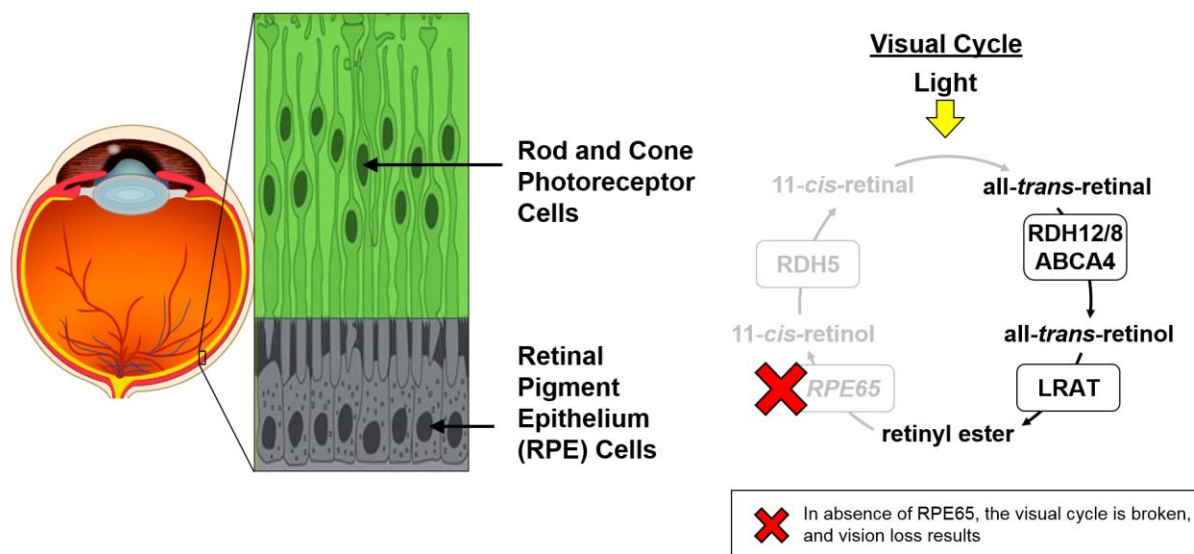 Rod and Cone
Photoreceptor
Cells
Retinal
Pigment
Epithelium
(RPE) Cells
Visual Cycle
Light
11-cis-retinal
all-trans-retinal
RDH12/8
ABCA4
RDH5
11-cis-retinol
all-trans-retinol
RPE65
LRAT
retinyl ester
In absence of RPE65, the visual cycle is broken,
and vision loss results